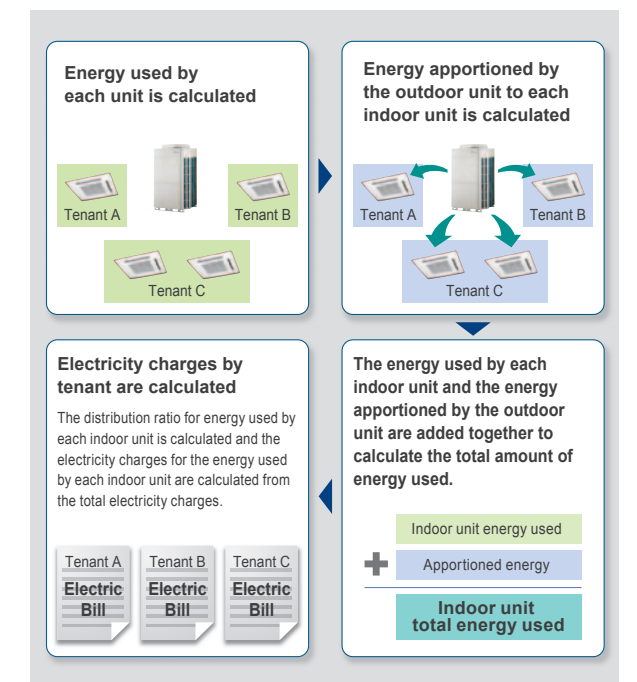 Energy used by
each unit is calculated
Tenant A
Tenant B
Tenant C
Energy apportioned by
the outdoor unit to each
indoor unit is calculated
Tenant A
Tenant B
Tenant C
The energy used by each
indoor unit and the energy
apportioned by the outdoor
unit are added together to
calculate the total amount of
energy used.
Indoor unit energy used
+
Apportioned energy
Indoor unit
total energy used
Electricity charges by
tenant are calculated
The distribution ratio for energy used by
each indoor unit is calculated and the
electricity charges for the energy used
by each indoor unit are calculated from
the total electricity charges.
Tenant A
Electric
Bill
Tenant B
Electric
Bill
Tenant C
Electric
Bill